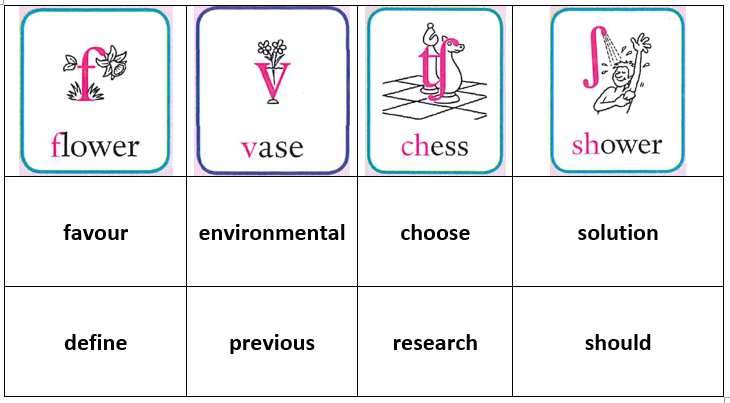 f
flower
v
vase
tʃ
chess
ʃ
shower
favour
environmental
choose
solution
define
previous
research
should